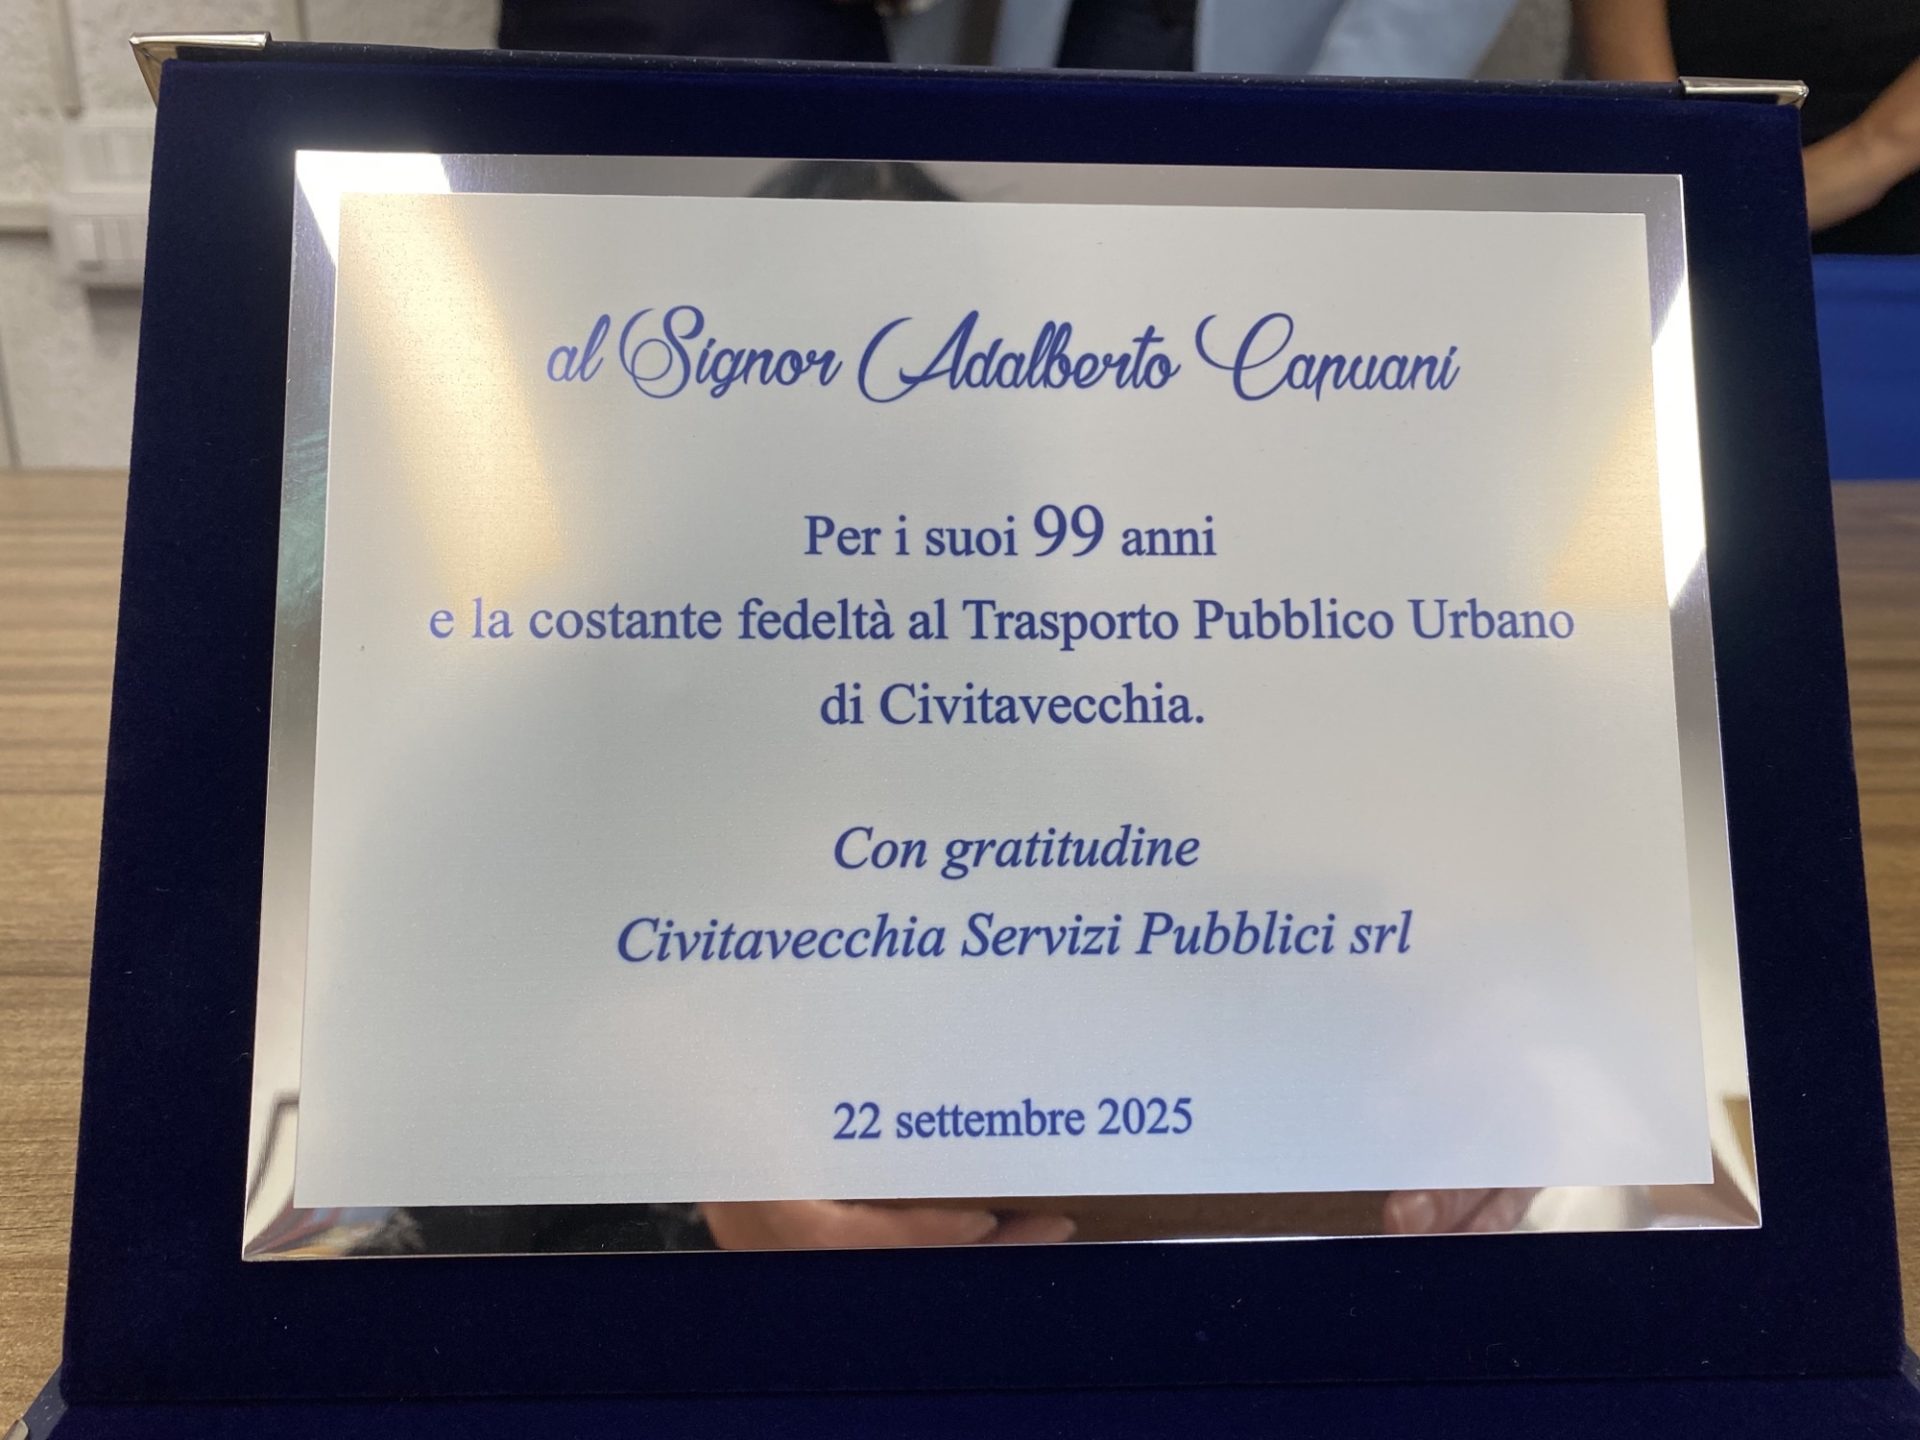 al Signor Adalberto Capuani
Per i suoi 99 anni
e la costante fedeltà al Trasporto Pubblico Urbano
di Civitavecchia.
Con gratitudine
Civitavecchia Servizi Pubblici srl
22 settembre 2025